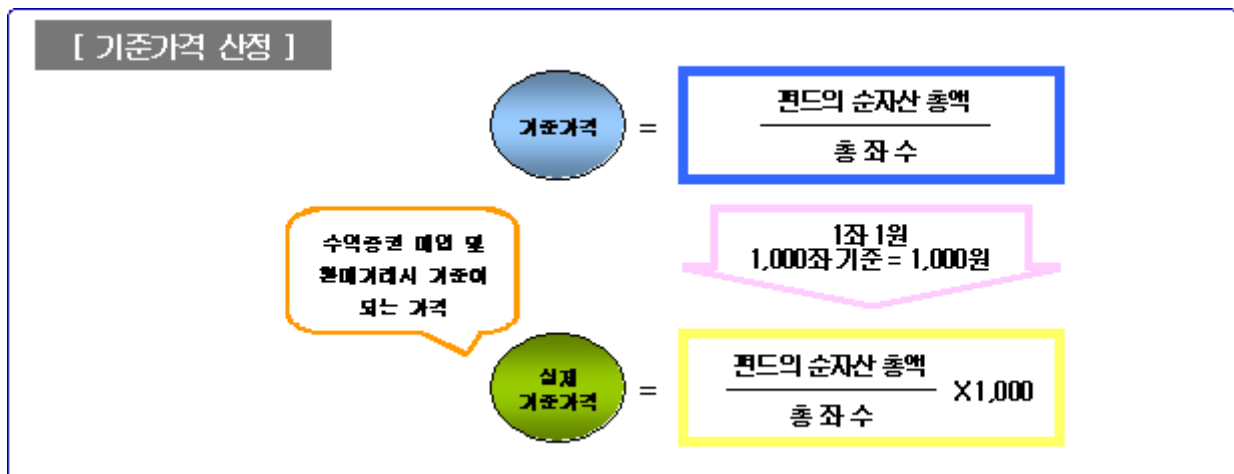 [ 기준가격 산정 ]
기준가격
=
펀드의 순자산 총액
총 좌 수
1좌 1원
1,000좌 기준 = 1,000원
수익증권 매입 및
환매거래시 기준이
되는 가격
실제
기준가격
=
펀드의 순자산 총액
총 좌 수
X1,000